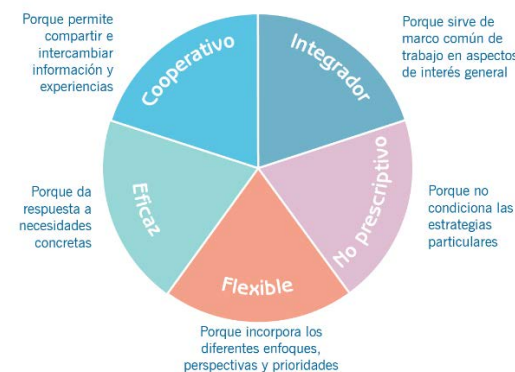 Porque permite
compartir e
intercambiar
información y
experiencias
Cooperativo
Integrador
Porque sirve de
marco común de
trabajo en aspectos
de interés general
Eficaz
Porque da
respuesta a
necesidades
concretas
No prescriptivo
Porque no
condiciona las
estrategias
particulares
Flexible
Porque incorpora los
diferentes enfoques,
perspectivas y prioridades